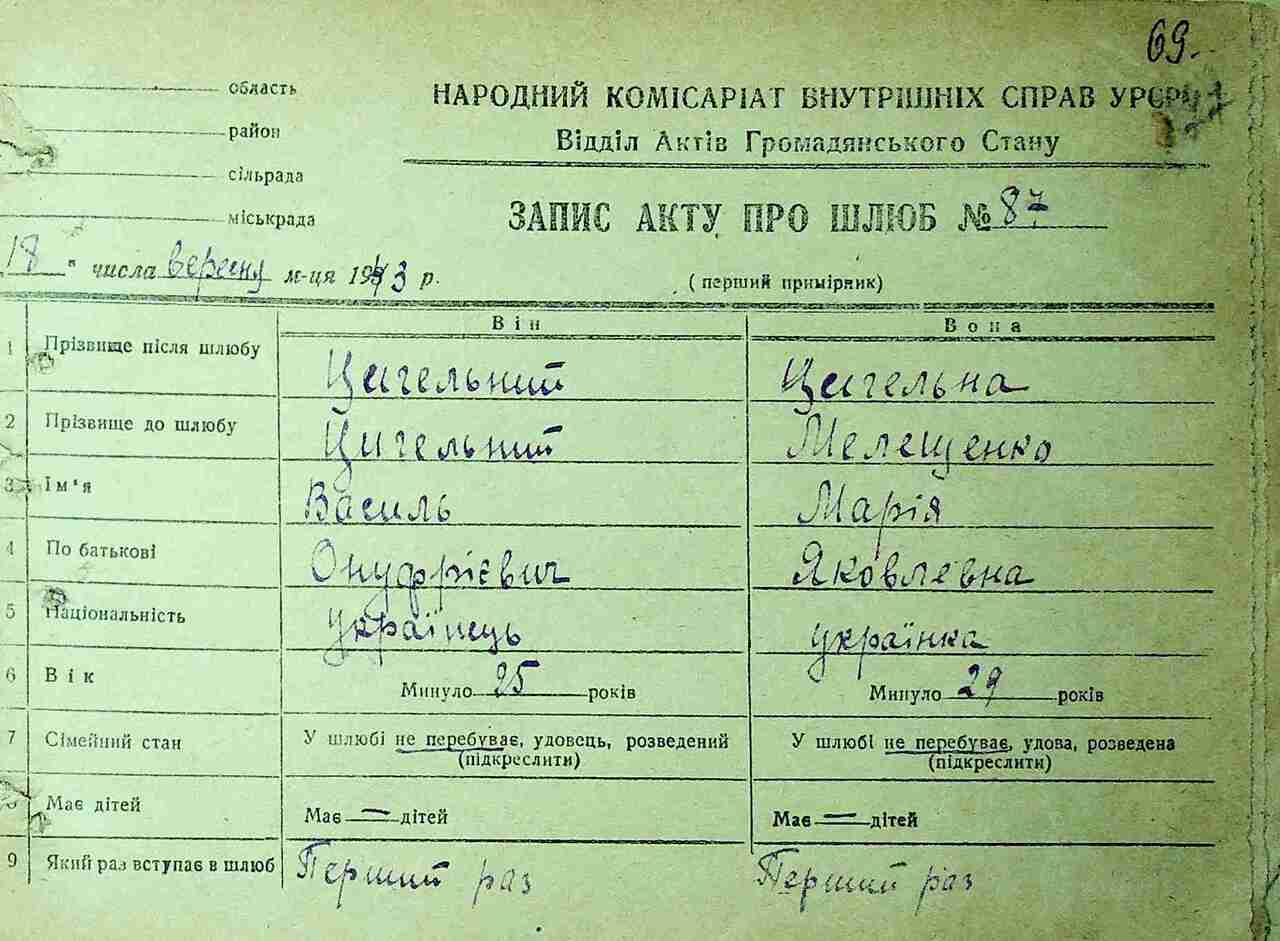 69.
область
район
сільрада
міськрада
НАРОДНИЙ КОМІСАРІАТ ВНУТРІШНІХ СПРАВ УРСР
Відділ Актів Громадянського Стану
ЗАПИС АКТУ ПРО ШЛЮБ № 87
18 " числа вересну м-ця 1943 р.
(перший примірник)
Він Вона
1 Прізвище після шлюбу Цигельний Цигельна
2 Прізвище до шлюбу Цигельний Мелещенко
3 Ім'я Василь Марія
4 По батькові Онуфрієвич Яковлевна
5 Національність українець українка
6 Вік Минуло 25 років Минуло 29 років
7 Сімейний стан У шлюбі не перебуває, удовець, розведений У шлюбі не перебуває, удова, розведена
(підкреслити) (підкреслити)
Має дітей Має — дітей Має — дітей
9 Який раз вступає в шлюб Перший раз Перший раз